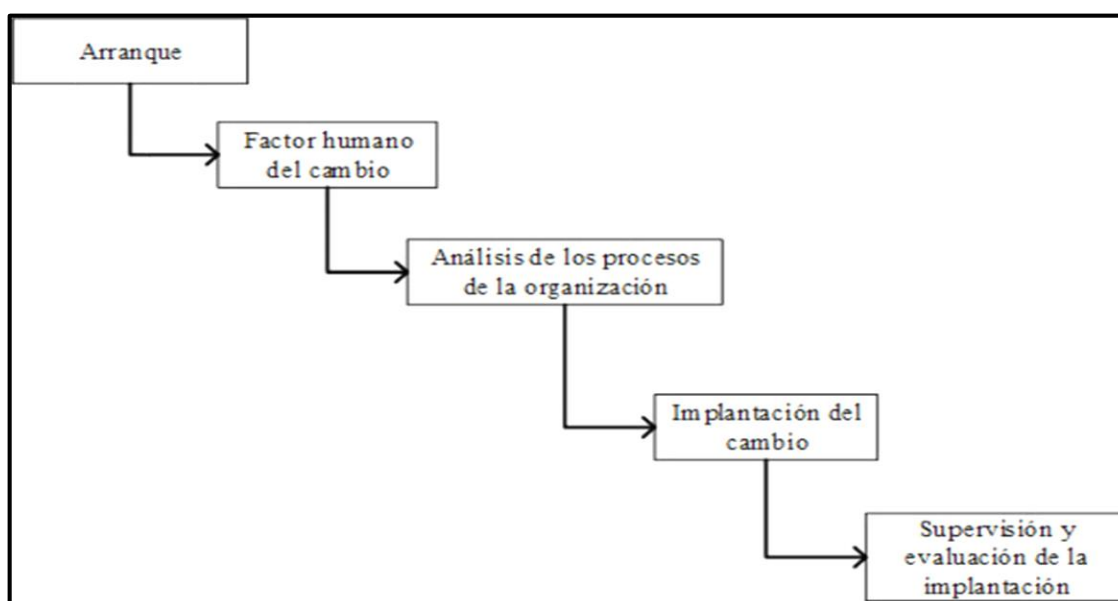 Arranque
Factor humano
del cambio
Análisis de los procesos
de la organización
Implantación del
cambio
Supervisión y
evaluación de la
implantación